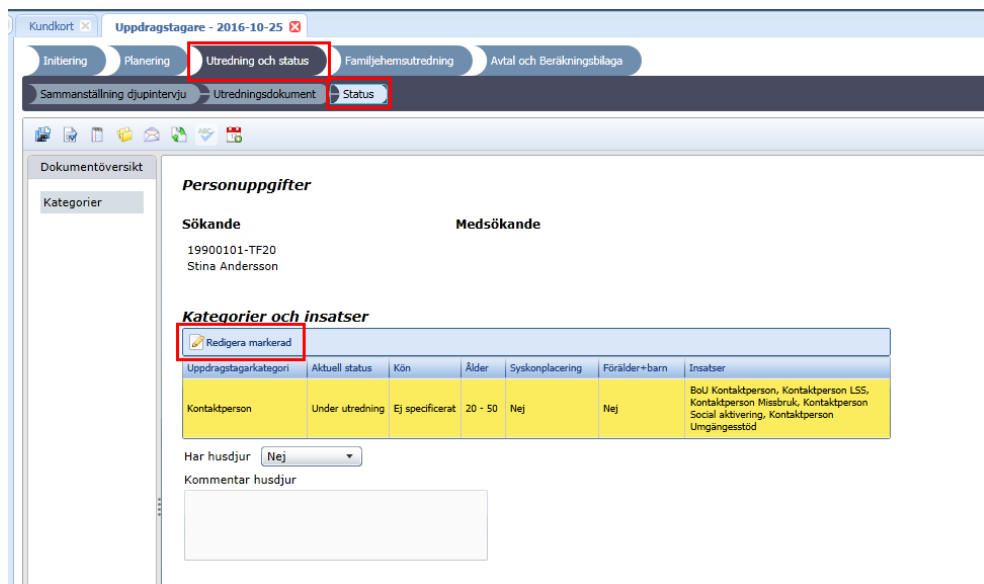 Kundkort
Uppdragstagare - 2016-10-25
Initiering
Planering
Utredning och status
Familjehemsutredning
Avtal och Beräkningsbilaga
Sammanställning djupintervju
Utredningsdokument
Status
ABC
Dokumentöversikt
Kategorier
Personuppgifter
Sökande
Medsökande
19900101-TF20
Stina Andersson
Kategorier och insatser
Redigera markerad
Uppdragstagarkategori
Aktuell status
Kön
Ålder
Syskonplacering
Förälder+barn
Insatser
Kontaktperson
Under utredning
Ej specificerat
20 - 50
Nej
Nej
BoU Kontaktperson, Kontaktperson LSS,
Kontaktperson Missbruk, Kontaktperson
Social aktivering, Kontaktperson
Umgängesstöd
Har husdjur
Nej
Kommentar husdjur